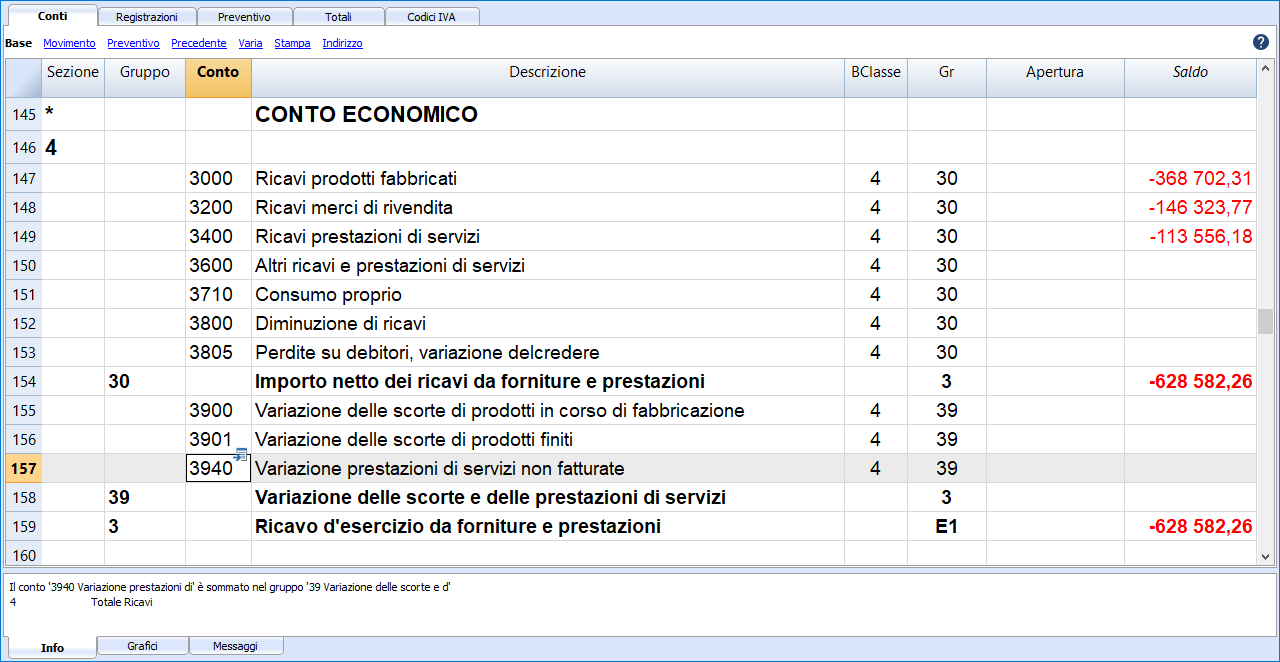 Conti Registrazioni Preventivo Totali Codici IVA
Base Movimento Preventivo Precedente Varia Stampa Indirizzo ?
Sezione Gruppo Conto Descrizione BClasse Gr Apertura Saldo
145 * CONTO ECONOMICO
146 4
147 3000 Ricavi prodotti fabbricati 4 30 -368 702,31
148 3200 Ricavi merci di rivendita 4 30 -146 323,77
149 3400 Ricavi prestazioni di servizi 4 30 -113 556,18
150 3600 Altri ricavi e prestazioni di servizi 4 30
151 3710 Consumo proprio 4 30
152 3800 Diminuzione di ricavi 4 30
153 3805 Perdite su debitori, variazione delcredere 4 30
154 30 Importo netto dei ricavi da forniture e prestazioni 3 -628 582,26
155 3900 Variazione delle scorte di prodotti in corso di fabbricazione 4 39
156 3901 Variazione delle scorte di prodotti finiti 4 39
157 3940 Variazione prestazioni di servizi non fatturate 4 39
158 39 Variazione delle scorte e delle prestazioni di servizi 3
159 3 Ricavo d'esercizio da forniture e prestazioni E1 -628 582,26
160
Il conto '3940 Variazione prestazioni di' è sommato nel gruppo '39 Variazione delle scorte e d'
4 Totale Ricavi
Info Grafici Messaggi